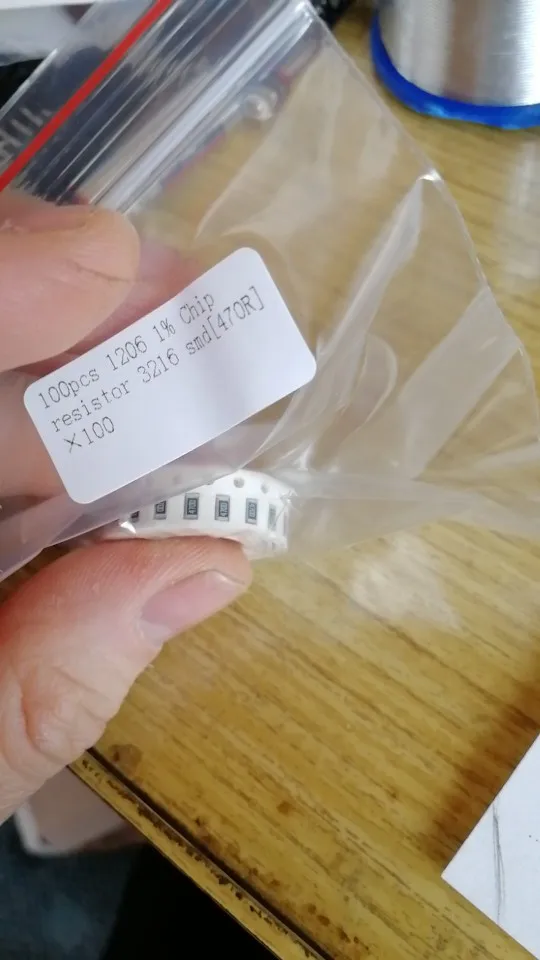 100pcs 1206 1% Chip
resistor 3216 smd[470R]
×100